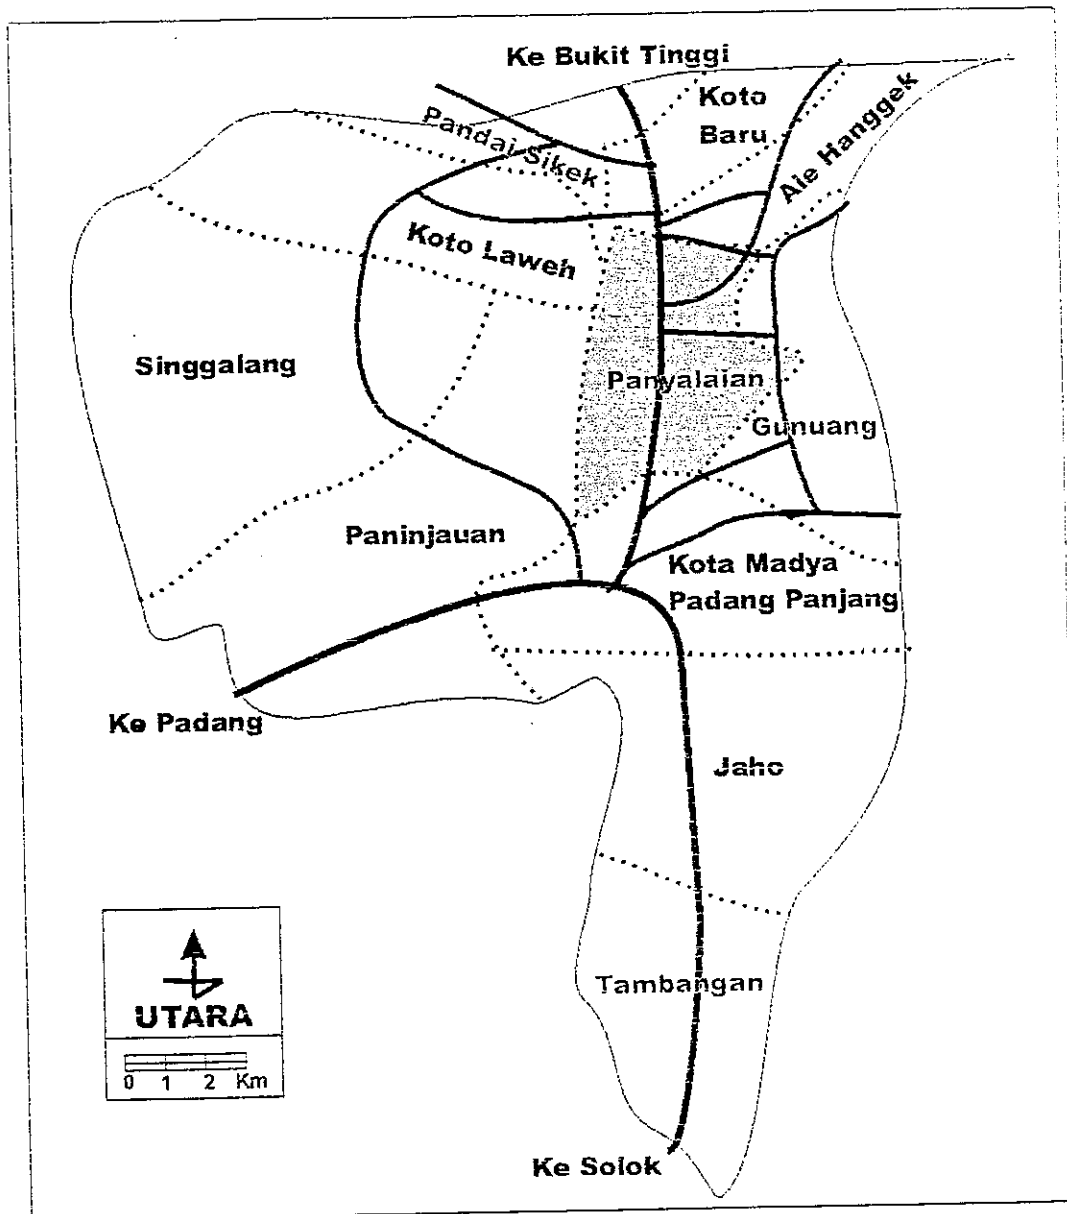 Ke Bukit Tinggi
Koto
Baru
Pandai Sikek
Aie Hanggek
Koto Laweh
Singgalang
Panyalaian
Gunuang
Paninjauan
Kota Madya
Padang Panjang
Ke Padang
Jaho
Tambangan
UTARA
0 1 2 Km
Ke Solok